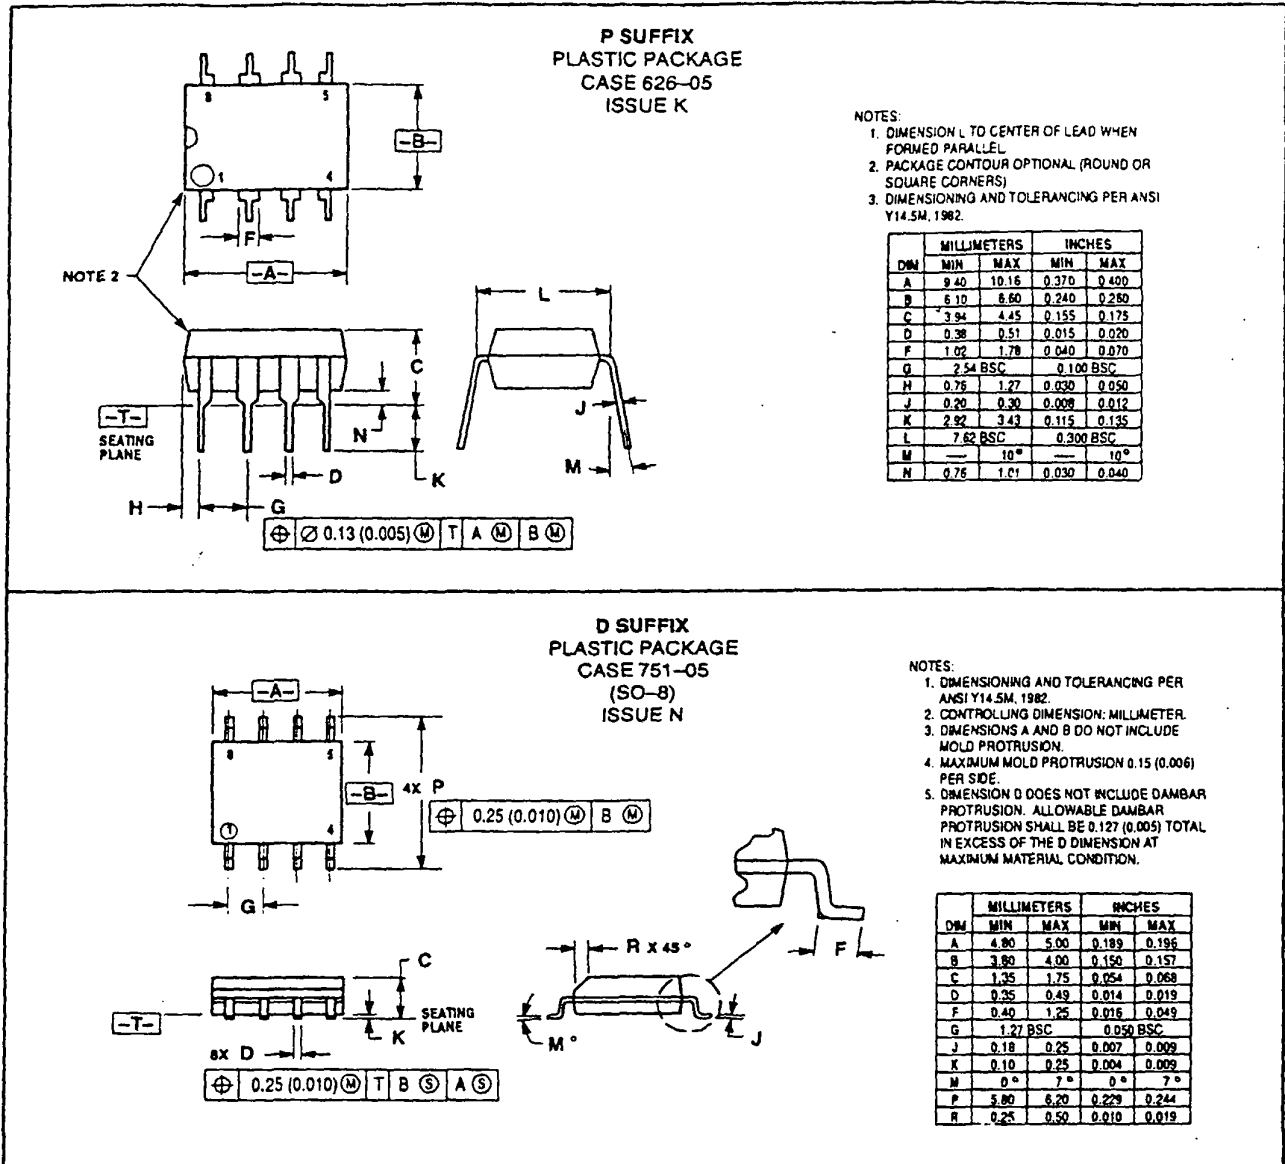 P SUFFIX
PLASTIC PACKAGE
CASE 626–05
ISSUE K
8 5
1 4
–B–
F
–A–
NOTE 2
L
C
–T–
SEATING
PLANE
N
J
M
D
K
H
G
⌖ ⌀ 0.13 (0.005) Ⓜ T A Ⓜ B Ⓜ
NOTES:
1. DIMENSION L TO CENTER OF LEAD WHEN
FORMED PARALLEL
2. PACKAGE CONTOUR OPTIONAL (ROUND OR
SQUARE CORNERS)
3. DIMENSIONING AND TOLERANCING PER ANSI
Y14.5M, 1982.
MILLIMETERS INCHES
DIM MIN MAX MIN MAX
A 9.40 10.16 0.370 0.400
B 6.10 6.60 0.240 0.260
C 3.94 4.45 0.155 0.175
D 0.38 0.51 0.015 0.020
F 1.02 1.78 0.040 0.070
G 2.54 BSC 0.100 BSC
H 0.76 1.27 0.030 0.050
J 0.20 0.30 0.008 0.012
K 2.92 3.43 0.115 0.135
L 7.62 BSC 0.300 BSC
M — 10° — 10°
N 0.76 1.01 0.030 0.040
D SUFFIX
PLASTIC PACKAGE
CASE 751–05
(SO–8)
ISSUE N
–A–
8 5
1 4
–B–
4X P
⌖ 0.25 (0.010) Ⓜ B Ⓜ
G
C
–T–
K
SEATING
PLANE
8X D
⌖ 0.25 (0.010) Ⓜ T B Ⓢ A Ⓢ
R X 45°
M°
J
F
NOTES:
1. DIMENSIONING AND TOLERANCING PER
ANSI Y14.5M, 1982.
2. CONTROLLING DIMENSION: MILLIMETER.
3. DIMENSIONS A AND B DO NOT INCLUDE
MOLD PROTRUSION.
4. MAXIMUM MOLD PROTRUSION 0.15 (0.006)
PER SIDE.
5. DIMENSION D DOES NOT INCLUDE DAMBAR
PROTRUSION. ALLOWABLE DAMBAR
PROTRUSION SHALL BE 0.127 (0.005) TOTAL
IN EXCESS OF THE D DIMENSION AT
MAXIMUM MATERIAL CONDITION.
MILLIMETERS INCHES
DIM MIN MAX MIN MAX
A 4.80 5.00 0.189 0.196
B 3.80 4.00 0.150 0.157
C 1.35 1.75 0.054 0.068
D 0.35 0.49 0.014 0.019
F 0.40 1.25 0.016 0.049
G 1.27 BSC 0.050 BSC
J 0.18 0.25 0.007 0.009
K 0.10 0.25 0.004 0.009
M 0° 7° 0° 7°
P 5.80 6.20 0.229 0.244
R 0.25 0.50 0.010 0.019